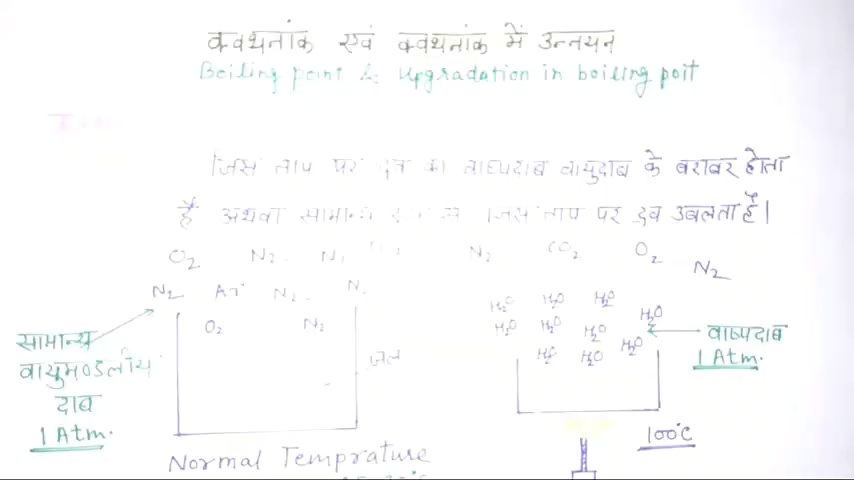 क्वथनांक एवं क्वथनांक में उन्नयन
Boiling point & Upgradation in boiling poit
जिस ताप पर द्रव का वाष्पदाब वायुदाब के बराबर होता
है अथवा सामान्य जिस ताप पर द्रव उबलता है।
O₂ N₂ N₂ CO₂ O₂ N₂
N₂ Ar N₂ N₂
H₂O H₂O H₂O H₂O
O₂ N₂
H₂O H₂O H₂O
H₂O H₂O H₂O
सामान्य
वायुमण्डलीय
दाब
1 Atm.
जल
वाष्पदाब
1 Atm.
100°C
Normal Temprature